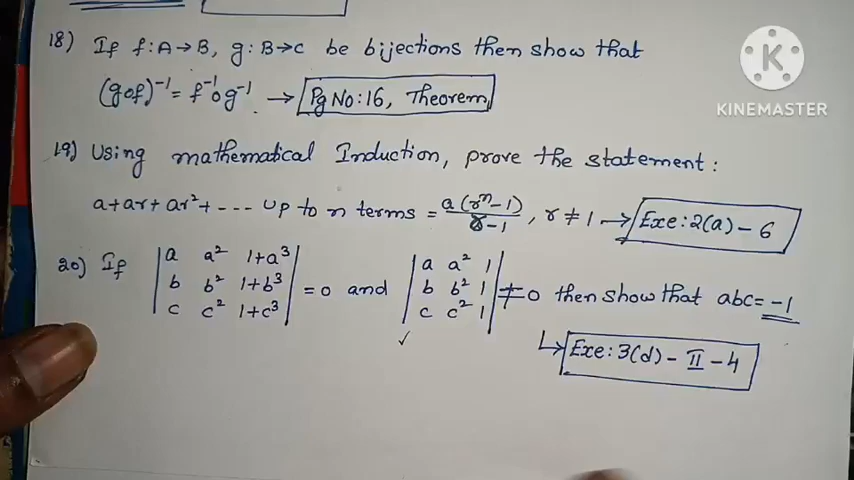 18) If f:A→B, g:B→c be bijections then show that
(gof)⁻¹ = f⁻¹og⁻¹ → Pg No:16, Theorem
KINEMASTER
19) Using mathematical Induction, prove the statement:
a+ar+ar²+ ---- up to n terms = a(rⁿ-1)/r-1, r ≠ 1 → Exe: 2(a) - 6
20) If |a a² 1+a³| |a a² 1|
|b b² 1+b³| = 0 and |b b² 1| ≠ 0 then show that abc = -1
|c c² 1+c³| |c c² 1|
↳ Exe: 3(d) - II - 4